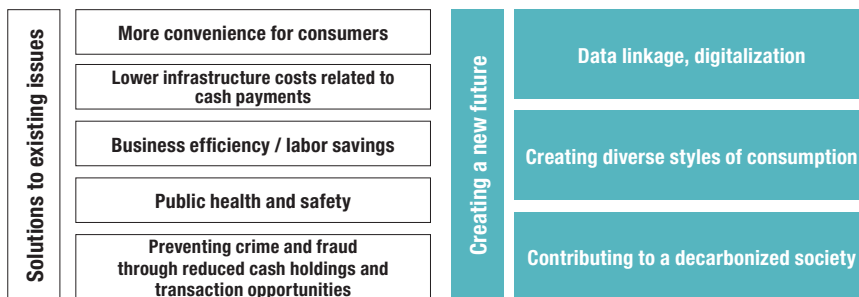 Solutions to existing issues
More convenience for consumers
Lower infrastructure costs related to
cash payments
Business efficiency / labor savings
Public health and safety
Preventing crime and fraud
through reduced cash holdings and
transaction opportunities
Creating a new future
Data linkage, digitalization
Creating diverse styles of consumption
Contributing to a decarbonized society